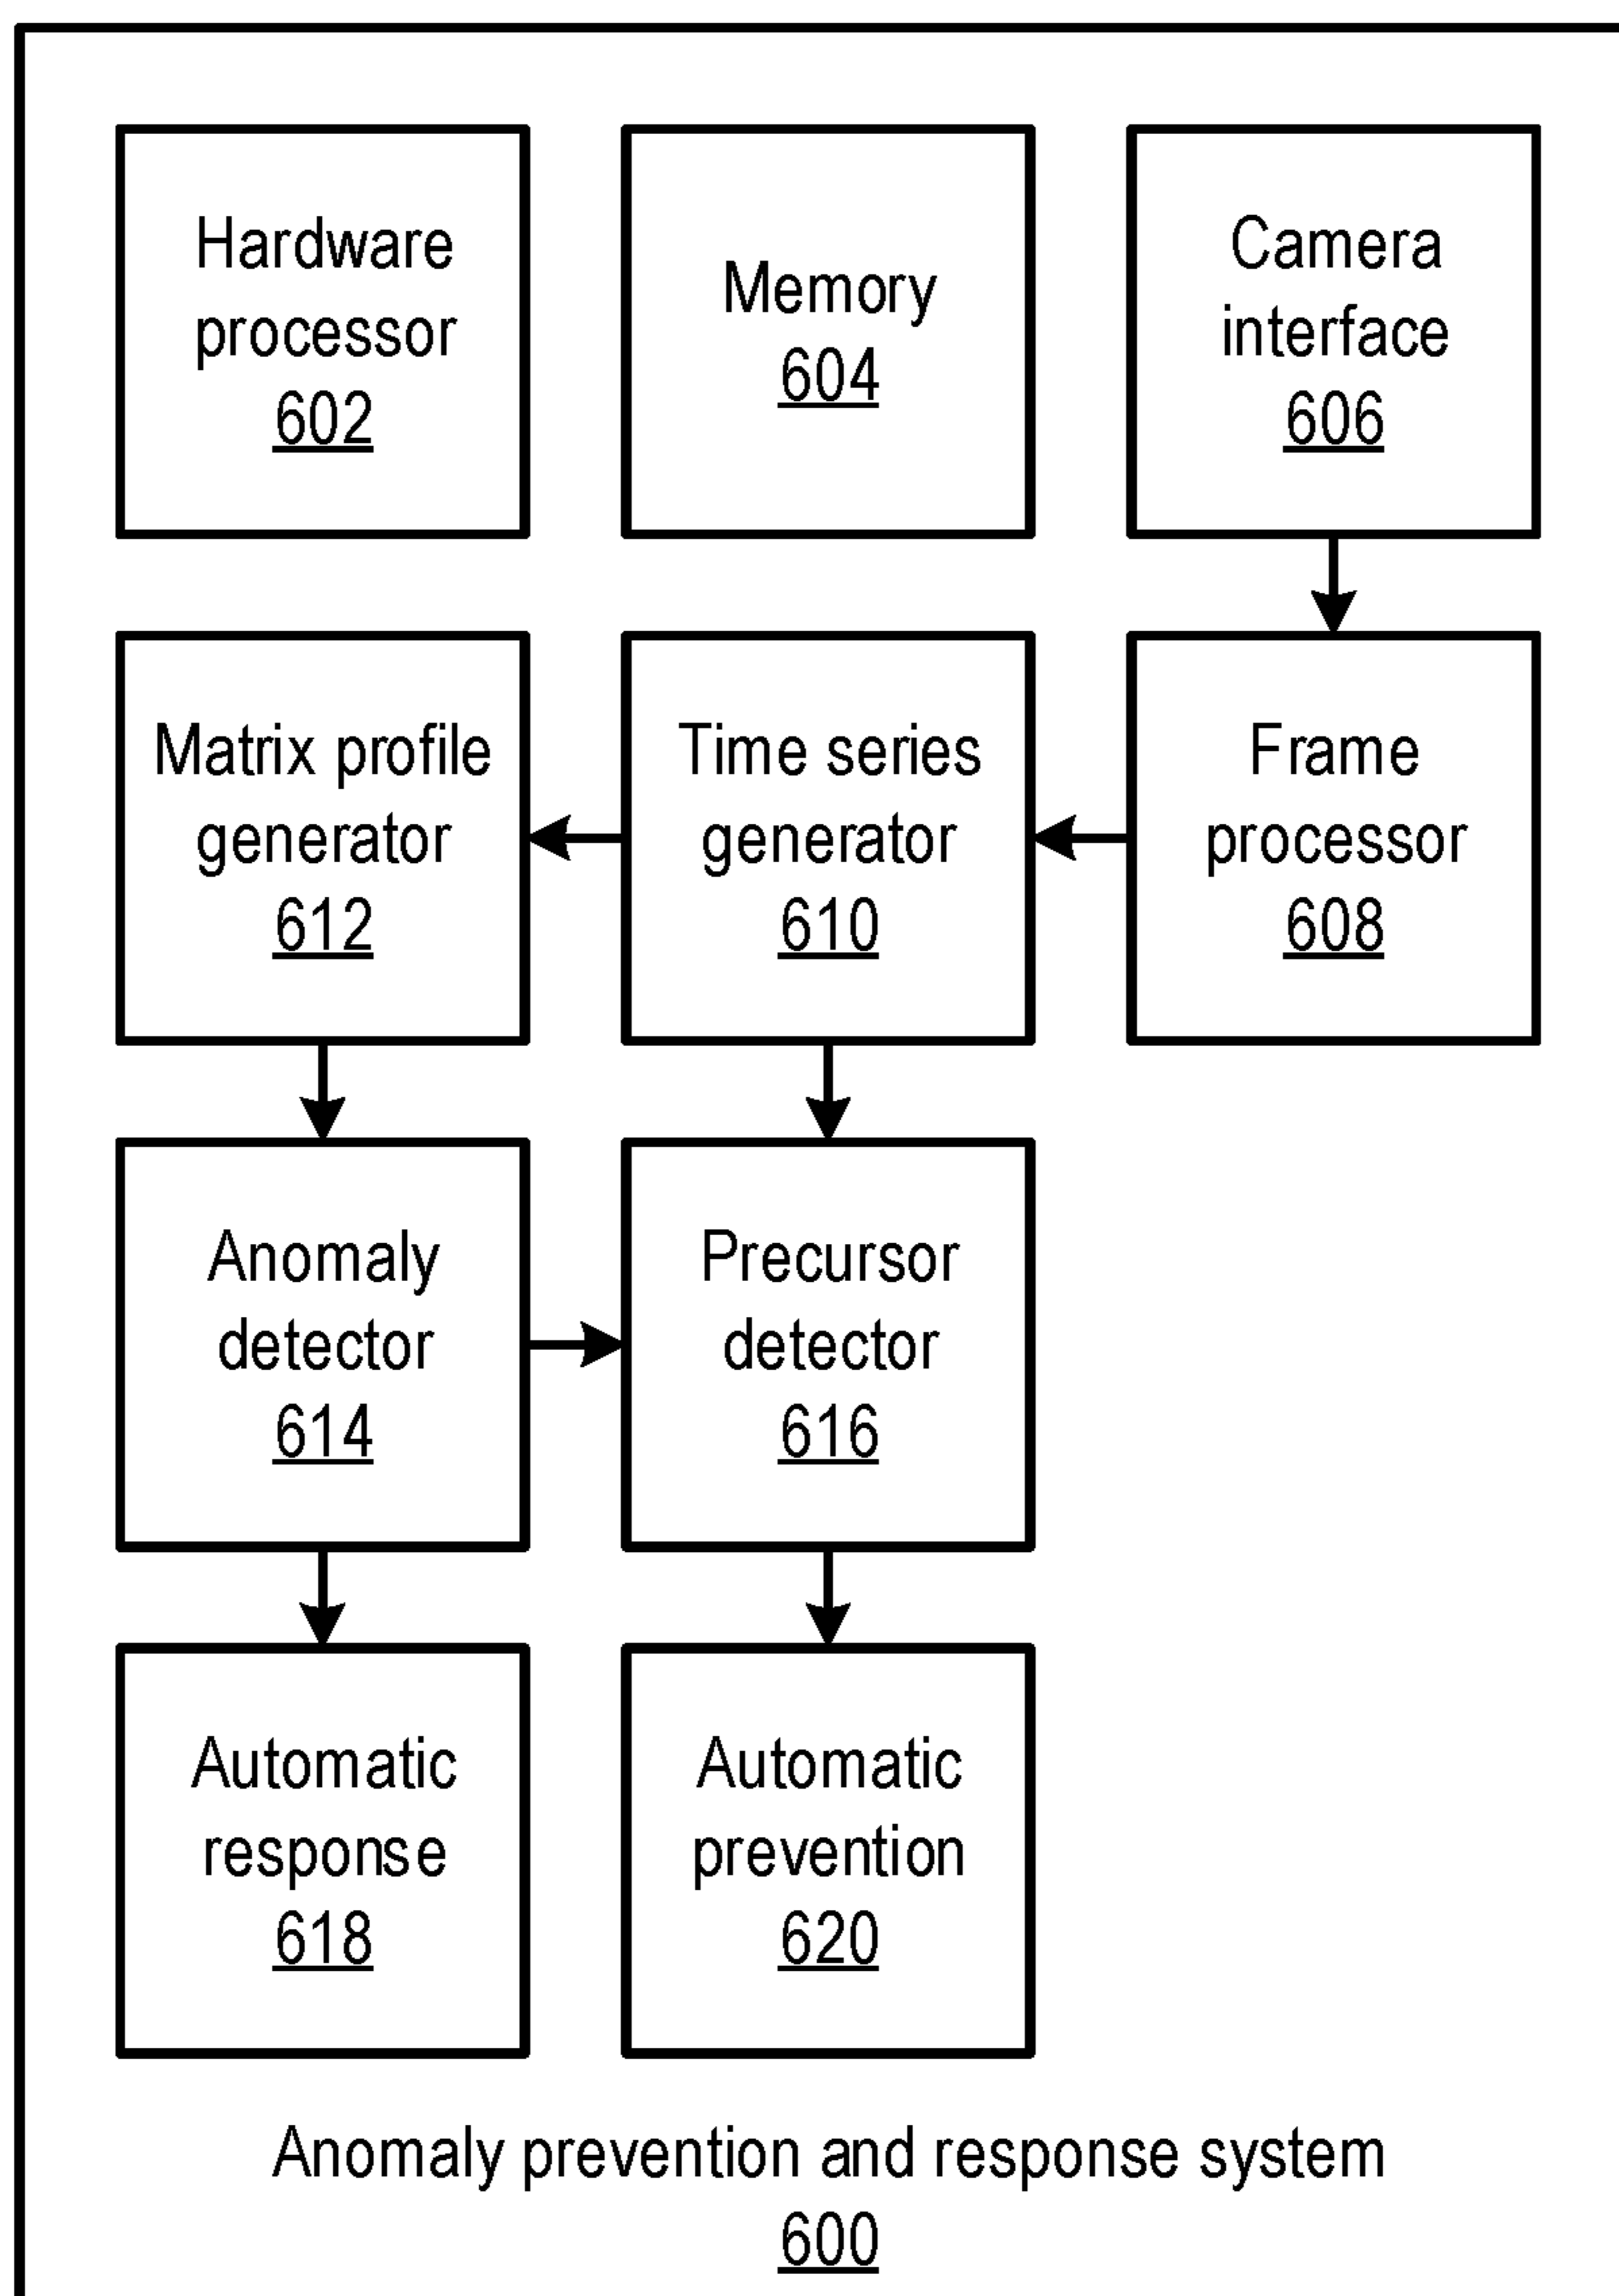 Hardware
processor
602
Memory
604
Camera
interface
606
Matrix profile
generator
612
Time series
generator
610
Frame
processor
608
Anomaly
detector
614
Precursor
detector
616
Automatic
response
618
Automatic
prevention
620
Anomaly prevention and response system
600